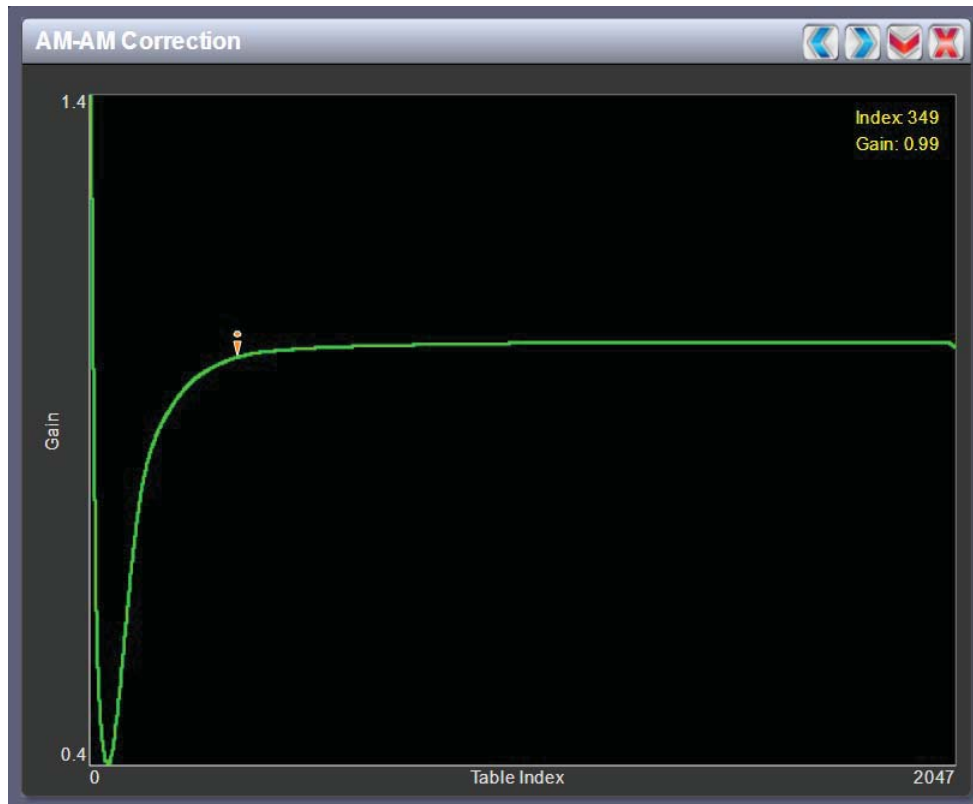 AM-AM Correction
1.4
Index: 349
Gain: 0.99
Gain
0.4
0
Table Index
2047